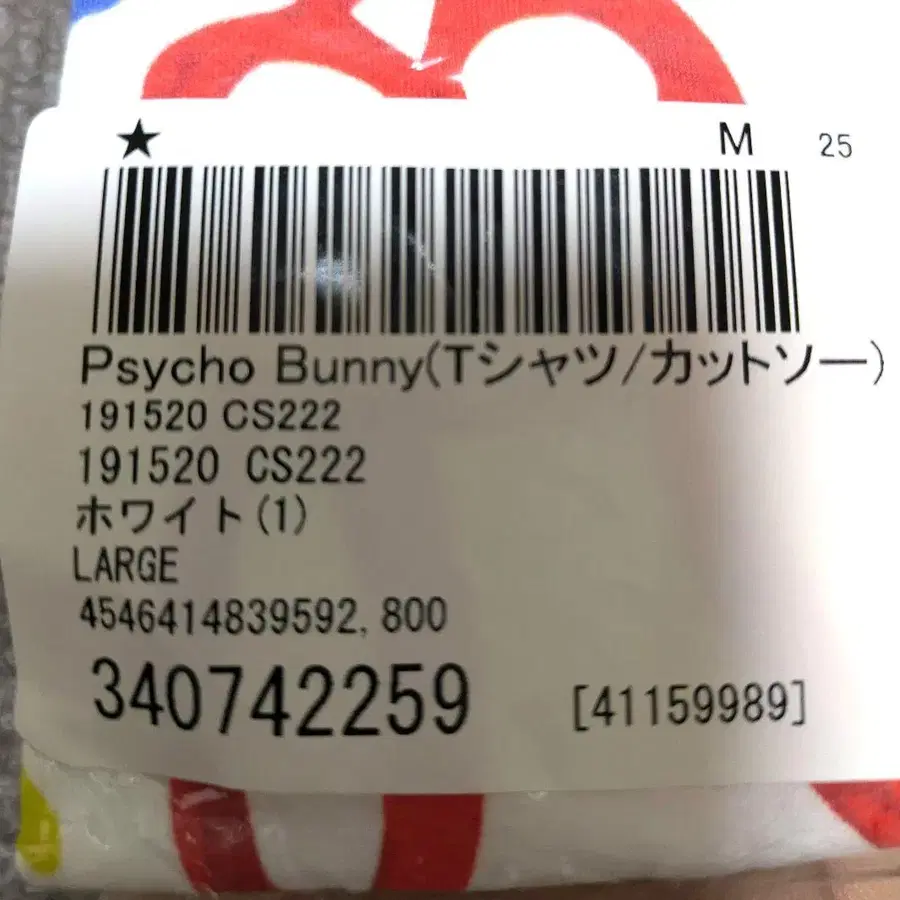 ★ M 25
Psycho Bunny(Tシャツ/カットソー)
191520 CS222
191520 CS222
ホワイト(1)
LARGE
4546414839592, 800
340742259 [41159989]